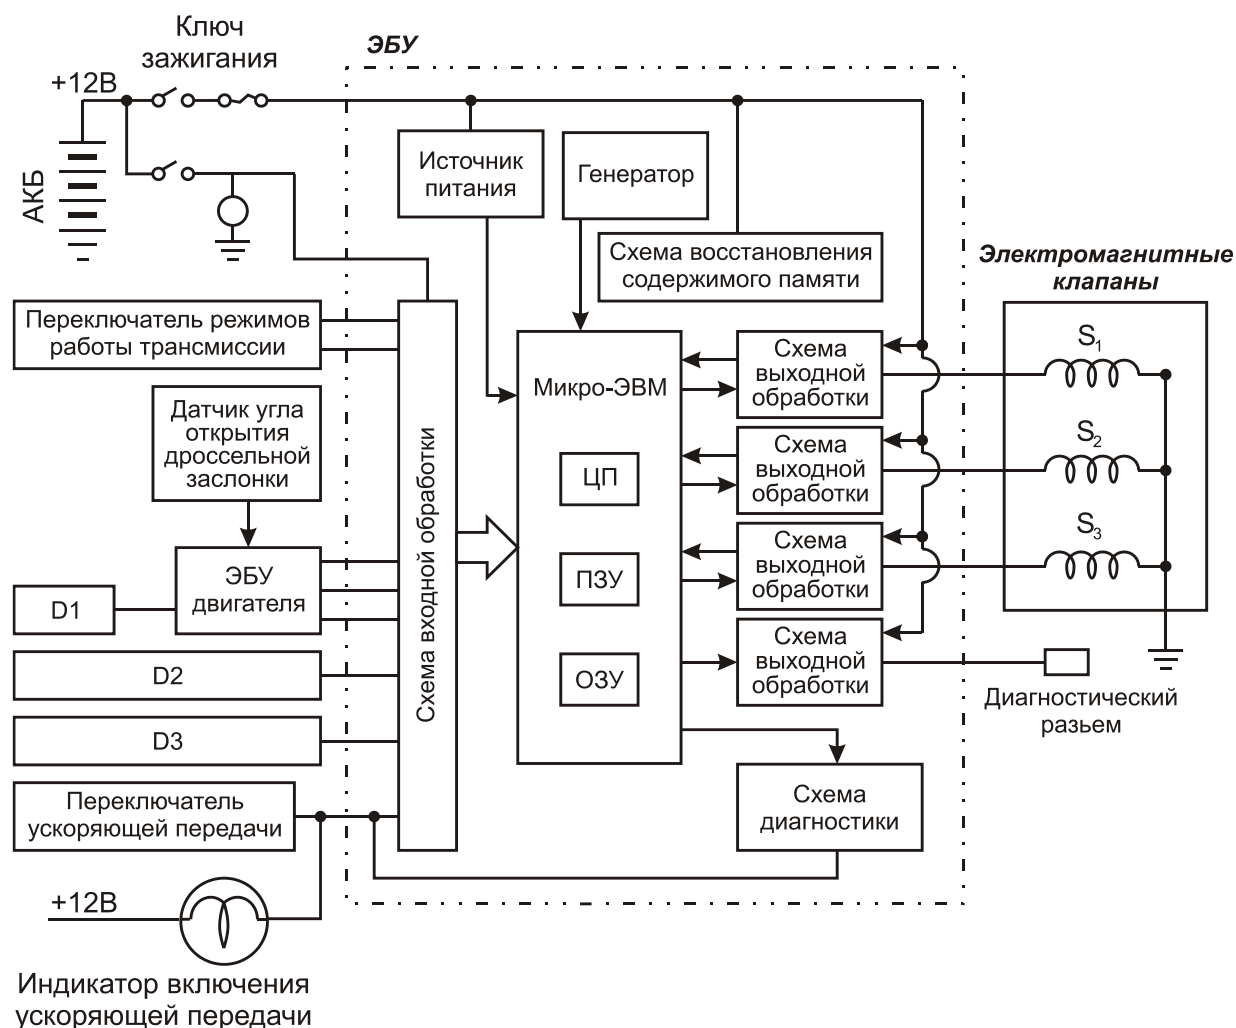 Ключ
зажигания
ЭБУ
+12В
АКБ
Источник
питания
Генератор
Схема восстановления
содержимого памяти
Электромагнитные
клапаны
Переключатель режимов
работы трансмиссии
Датчик угла
открытия
дроссельной
заслонки
ЭБУ
двигателя
D1
D2
D3
Переключатель
ускоряющей передачи
+12В
Индикатор включения
ускоряющей передачи
Схема входной обработки
Микро-ЭВМ
ЦП
ПЗУ
ОЗУ
Схема
выходной
обработки
Схема
выходной
обработки
Схема
выходной
обработки
Схема
выходной
обработки
Схема
диагностики
S1
S2
S3
Диагностический
разьем